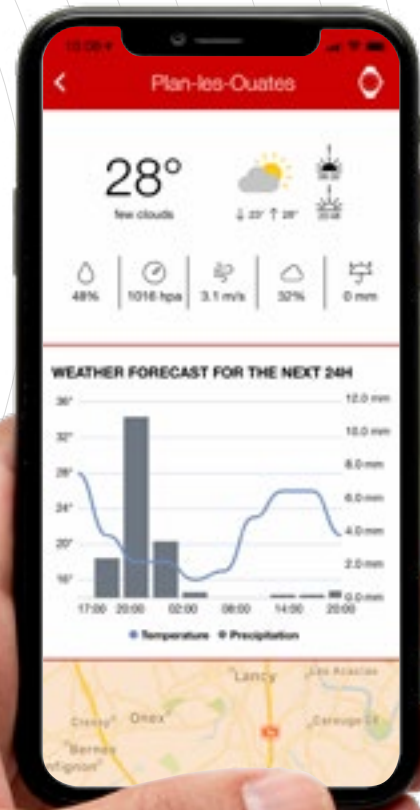 Plan-les-Ouates
28°
few clouds
48%
1016 hpa
3.1 m/s
32%
0 mm
WEATHER FORECAST FOR THE NEXT 24H
36°
32°
28°
24°
20°
16°
12.0 mm
10.0 mm
8.0 mm
6.0 mm
4.0 mm
2.0 mm
0.0 mm
17:00 20:00 02:00 08:00 14:00 20:00
Temperature Precipitation
Lancy
Les Acacias
Onex
Bernex